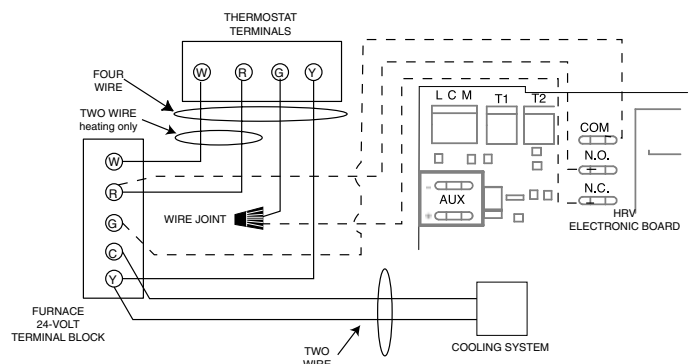 THERMOSTAT
TERMINALS
W R G Y
FOUR
WIRE
TWO WIRE
heating only
L C M T1 T2
COM
N.O.
N.C.
W
R
G
C
Y
WIRE JOINT
AUX
HRV
ELECTRONIC BOARD
FURNACE
24-VOLT
TERMINAL BLOCK
TWO
WIRE
COOLING SYSTEM